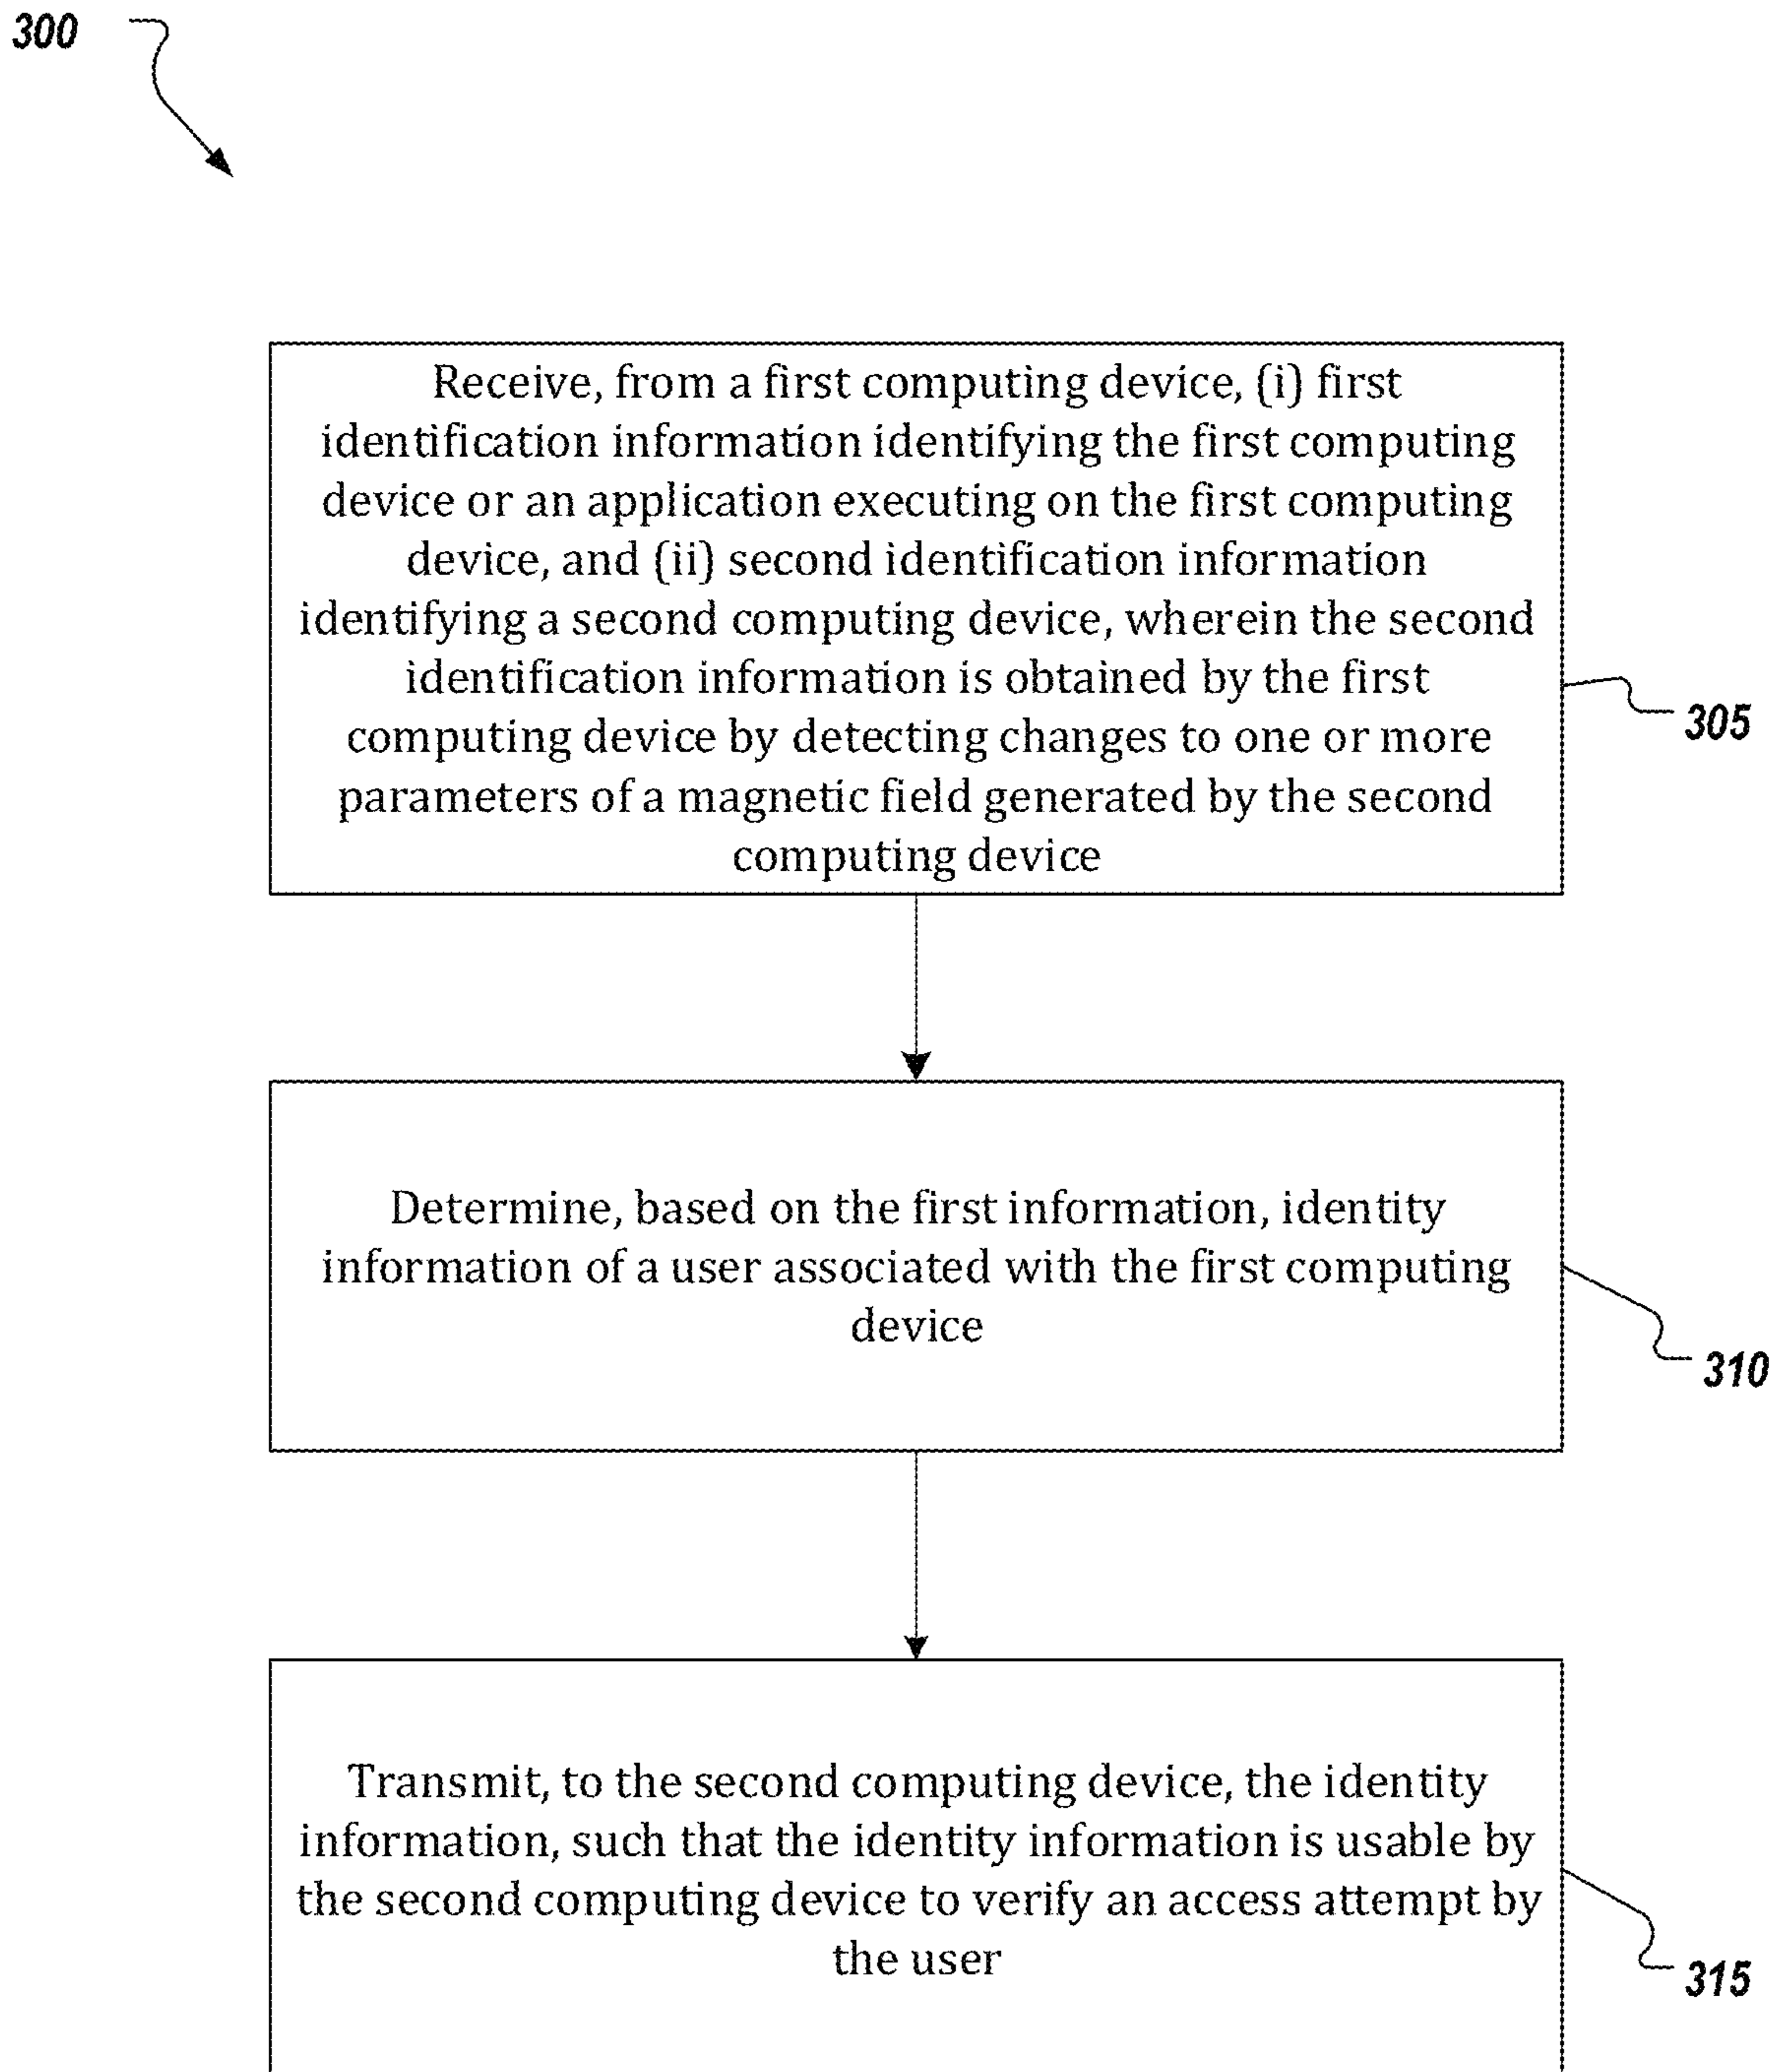 300
Receive, from a first computing device, (i) first
identification information identifying the first computing
device or an application executing on the first computing
device, and (ii) second identification information
identifying a second computing device, wherein the second
identification information is obtained by the first
computing device by detecting changes to one or more
parameters of a magnetic field generated by the second
computing device
305
Determine, based on the first information, identity
information of a user associated with the first computing
device
310
Transmit, to the second computing device, the identity
information, such that the identity information is usable by
the second computing device to verify an access attempt by
the user
315